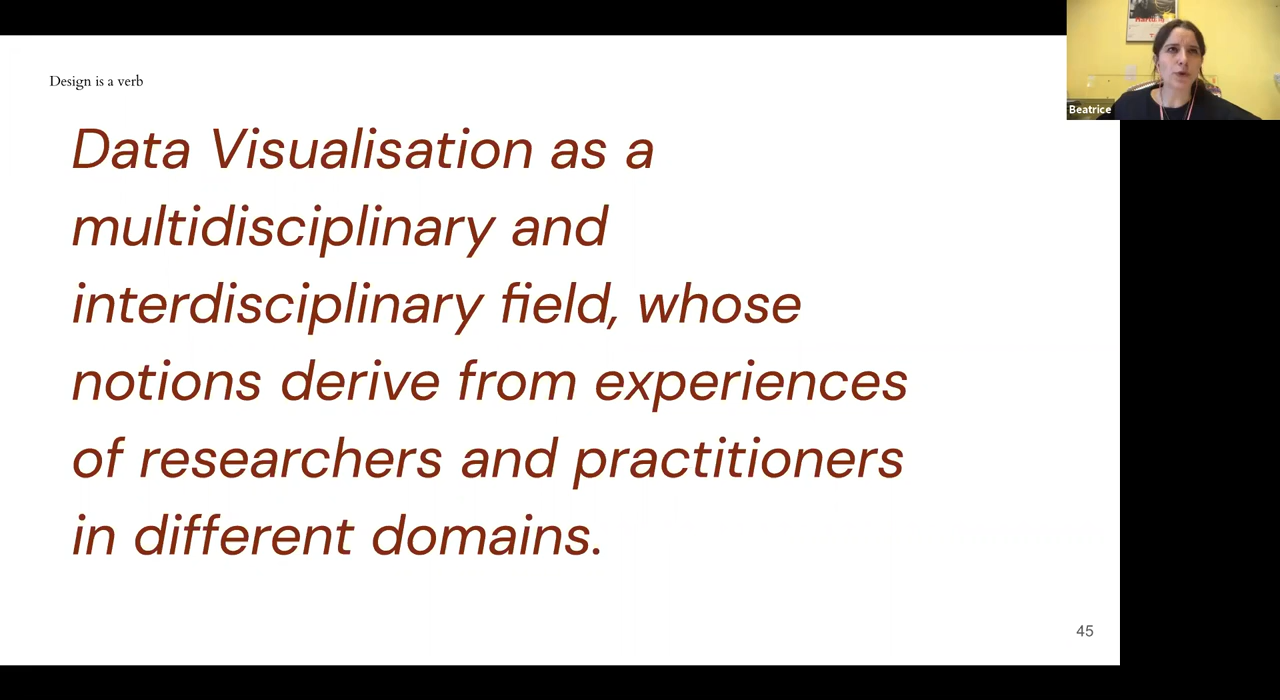 Design is a verb
Data Visualisation as a
multidisciplinary and
interdisciplinary field, whose
notions derive from experiences
of researchers and practitioners
in different domains.
45
Beatrice